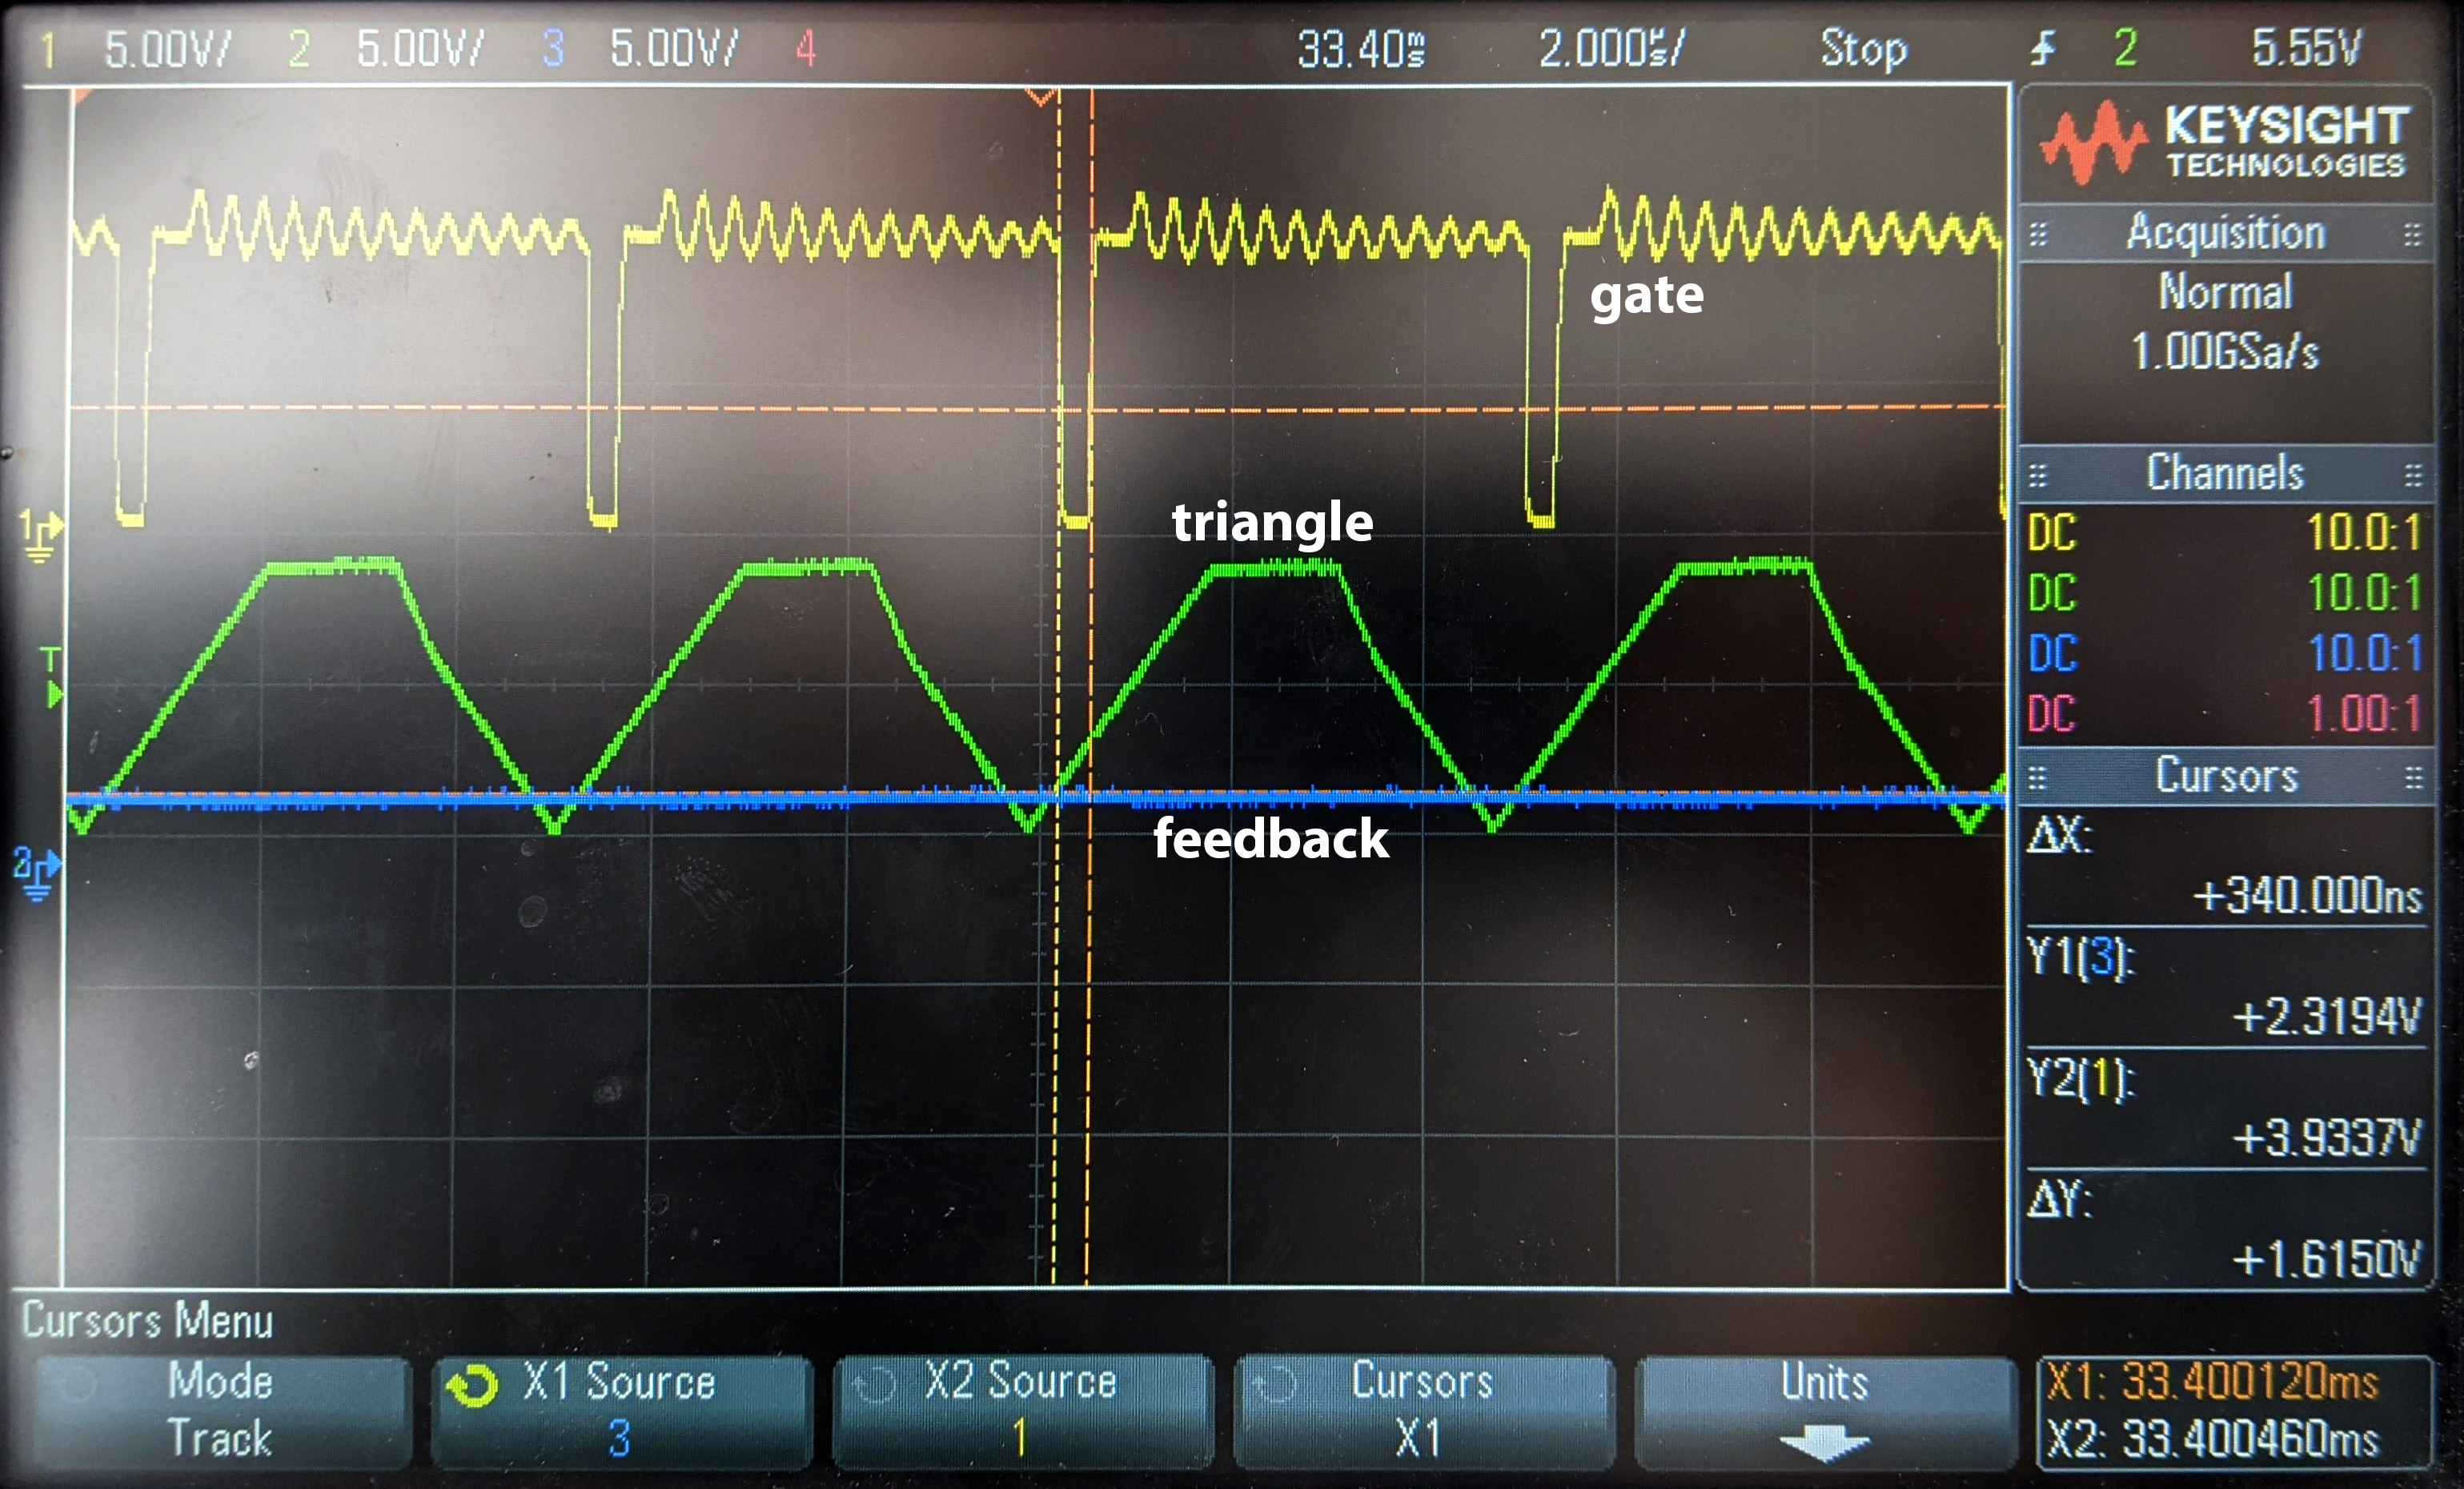 1 5.00V/ 2 5.00V/ 3 5.00V/ 4 33.40ms 2.000µs/ Stop 2 5.55V
KEYSIGHT
TECHNOLOGIES
Acquisition
Normal
1.00GSa/s
gate
1
triangle
T
feedback
Channels
DC 10.0:1
DC 10.0:1
DC 10.0:1
DC 1.00:1
Cursors
ΔX:
+340.000ns
Y1(3):
+2.3194V
Y2(1):
+3.9337V
ΔY:
+1.6150V
Cursors Menu
Mode
Track
X1 Source
3
X2 Source
1
Cursors
X1
Units
X1: 33.400120ms
X2: 33.400460ms